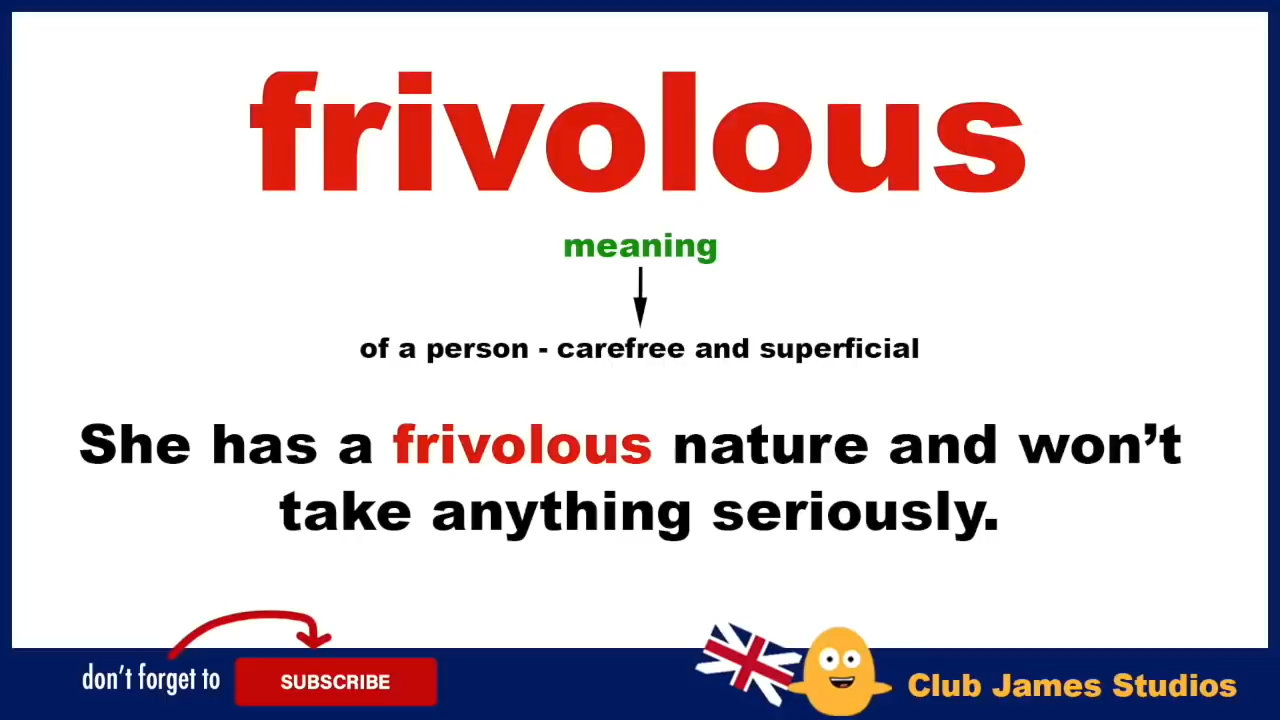 frivolous
meaning
of a person - carefree and superficial
She has a frivolous nature and won’t
take anything seriously.
don't forget to SUBSCRIBE
Club James Studios